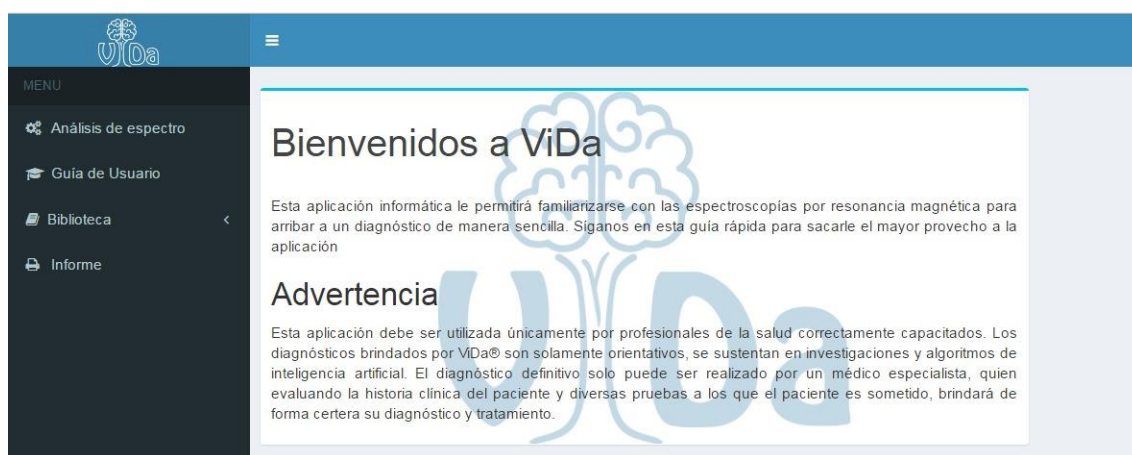 ViDa
MENU
Análisis de espectro
Guía de Usuario
Biblioteca
Informe
Bienvenidos a ViDa
Esta aplicación informática le permitirá familiarizarse con las espectroscopías por resonancia magnética para
arribar a un diagnóstico de manera sencilla. Síganos en esta guía rápida para sacarle el mayor provecho a la
aplicación
Advertencia
Esta aplicación debe ser utilizada únicamente por profesionales de la salud correctamente capacitados. Los
diagnósticos brindados por ViDa® son solamente orientativos, se sustentan en investigaciones y algoritmos de
inteligencia artificial. El diagnóstico definitivo solo puede ser realizado por un médico especialista, quien
evaluando la historia clínica del paciente y diversas pruebas a los que el paciente es sometido, brindará de
forma certera su diagnóstico y tratamiento.
ViDa